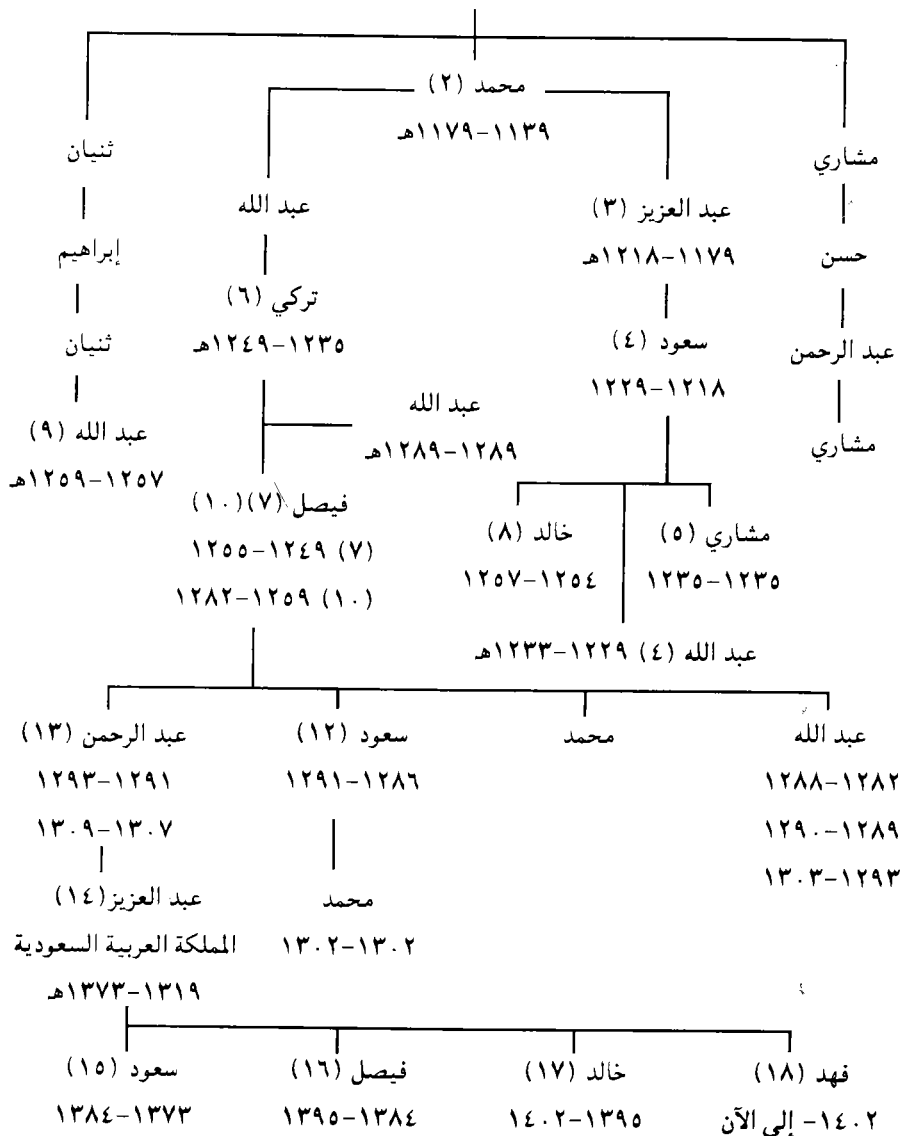 محمد (٢)
١١٣٩-١١٧٩هـ
مشاري
ثنيان
عبد العزيز (٣)
عبد الله
١١٧٩-١٢١٨هـ
حسن
إبراهيم
تركي (٦)
١٢٣٥-١٢٤٩هـ
سعود (٤)
١٢١٨-١٢٢٩
عبد الرحمن
ثنيان
عبد الله
١٢٨٩-١٢٨٩هـ
مشاري
عبد الله (٩)
١٢٥٧-١٢٥٩هـ
فيصل (٧)(١٠)
(٧) ١٢٤٩-١٢٥٥
(١٠) ١٢٥٩-١٢٨٢
مشاري (٥)
١٢٣٥-١٢٣٥
خالد (٨)
١٢٥٤-١٢٥٧
عبد الله (٤) ١٢٢٩-١٢٣٣هـ
عبد الله
١٢٨٢-١٢٨٨
١٢٨٩-١٢٩٠
١٢٩٣-١٣٠٣
محمد
سعود (١٢)
١٢٨٦-١٢٩١
عبد الرحمن (١٣)
١٢٩١-١٢٩٣
١٣٠٧-١٣٠٩
محمد
١٣٠٢-١٣٠٢
عبد العزيز(١٤)
المملكة العربية السعودية
١٣١٩-١٣٧٣هـ
فهد (١٨)
١٤٠٢- إلى الآن
خالد (١٧)
١٣٩٥-١٤٠٢
فيصل (١٦)
١٣٨٤-١٣٩٥
سعود (١٥)
١٣٧٣-١٣٨٤